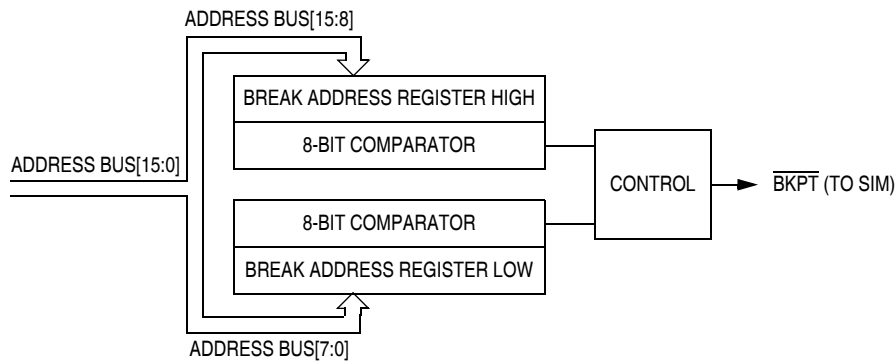 ADDRESS BUS[15:8]
BREAK ADDRESS REGISTER HIGH
8-BIT COMPARATOR
ADDRESS BUS[15:0]
CONTROL
BKPT (TO SIM)
8-BIT COMPARATOR
BREAK ADDRESS REGISTER LOW
ADDRESS BUS[7:0]